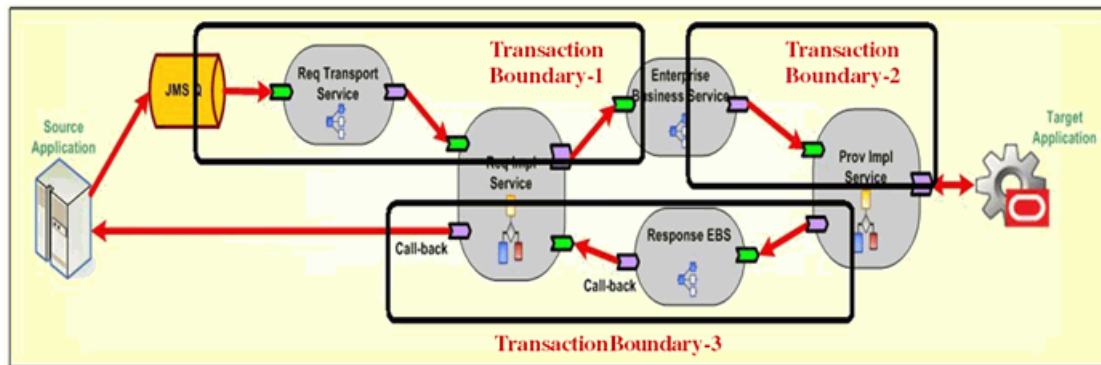 Transaction
Boundary-1
Transaction
Boundary-2
JMS Q
Req Transport
Service
Enterprise
Business Service
Source
Application
Target
Application
Req Impl
Service
Prov Impl
Service
Call-back
Response EBS
Call-back
TransactionBoundary-3